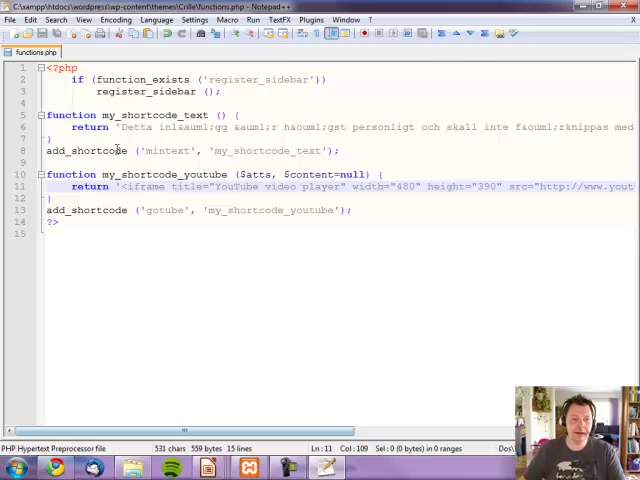 C:\xampp\htdocs\wordpress\wp-content\themes\Crille\functions.php - Notepad++
File Edit Search View Encoding Language Settings Macro Run TextFX Plugins Window ?
functions.php
1 <?php
2 if (function_exists ('register_sidebar'))
3 register_sidebar ();
4
5 function my_shortcode_text () {
6 return 'Detta inl&auml;gg &auml;r h&ouml;gst personligt och skall inte f&ouml;rknippas med
7 }
8 add_shortcode ('mintext', 'my_shortcode_text');
9
10 function my_shortcode_youtube ($atts, $content=null) {
11 return '<iframe title="YouTube video player" width="480" height="390" src="http://www.yout
12 }
13 add_shortcode ('gotube', 'my_shortcode_youtube');
14 ?>
15
PHP Hypertext Preprocessor file 531 chars 559 bytes 15 lines Ln:11 Col:109 Sel:0 (0 bytes) in 0 ranges Dos\